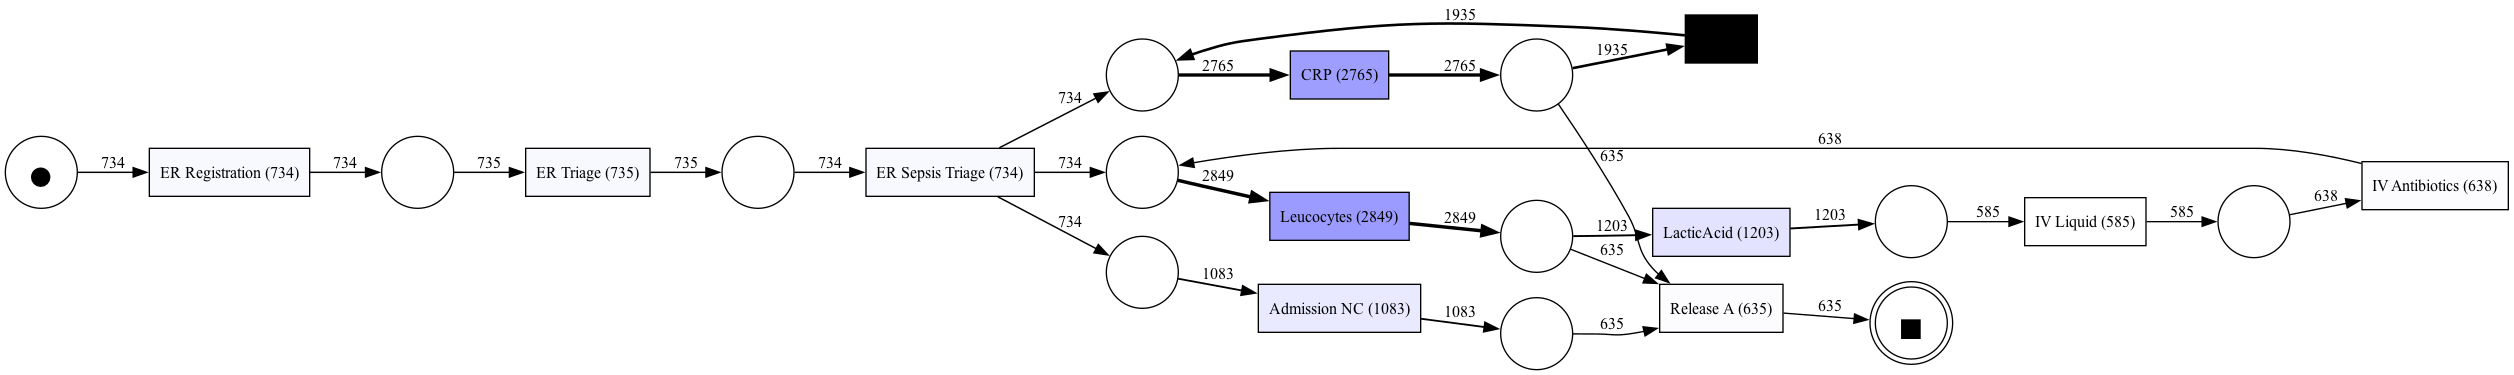 734
ER Registration (734)
734
735
ER Triage (735)
735
734
ER Sepsis Triage (734)
734
734
734
1935
1935
2765
CRP (2765)
2765
635
638
2849
Leucocytes (2849)
2849
1203
LacticAcid (1203)
1203
585
IV Liquid (585)
585
638
IV Antibiotics (638)
635
1083
Admission NC (1083)
1083
635
Release A (635)
635